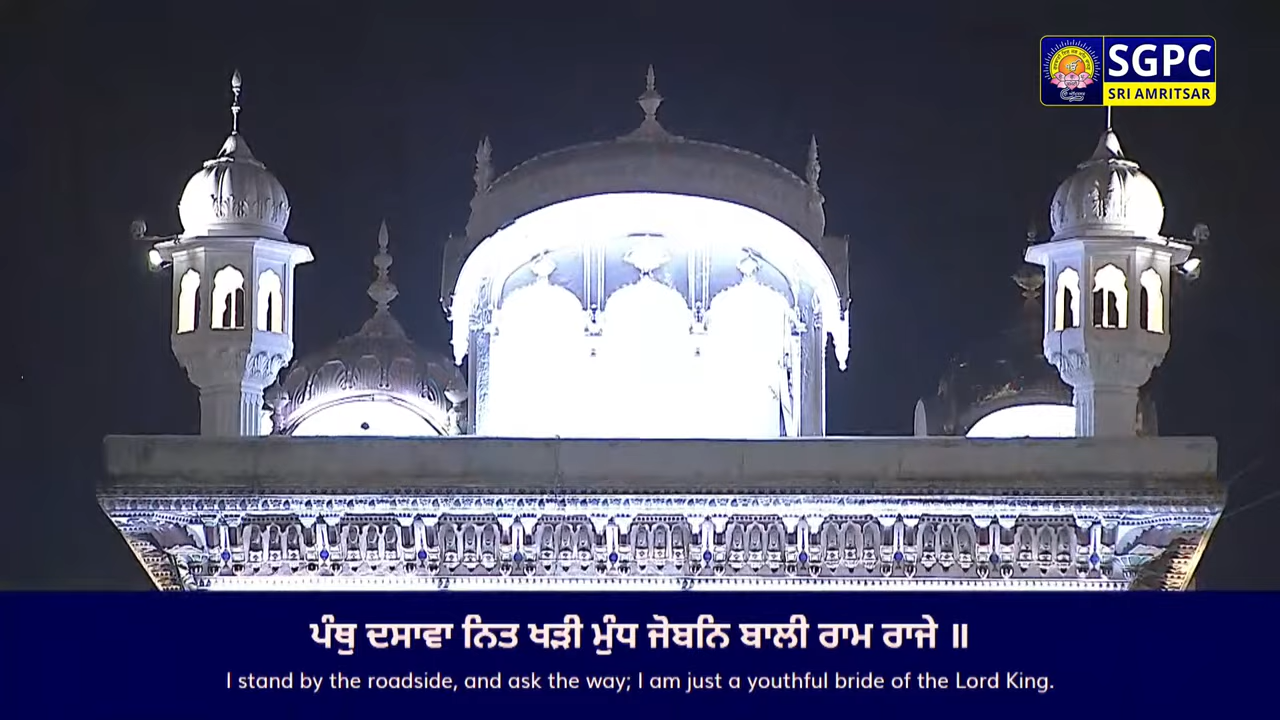 SGPC
SRI AMRITSAR
ਪੰਥੁ ਦਸਾਵਾ ਨਿਤ ਖੜੀ ਮੁੰਧ ਜੋਬਨਿ ਬਾਲੀ ਰਾਮ ਰਾਜੇ ॥
I stand by the roadside, and ask the way; I am just a youthful bride of the Lord King.